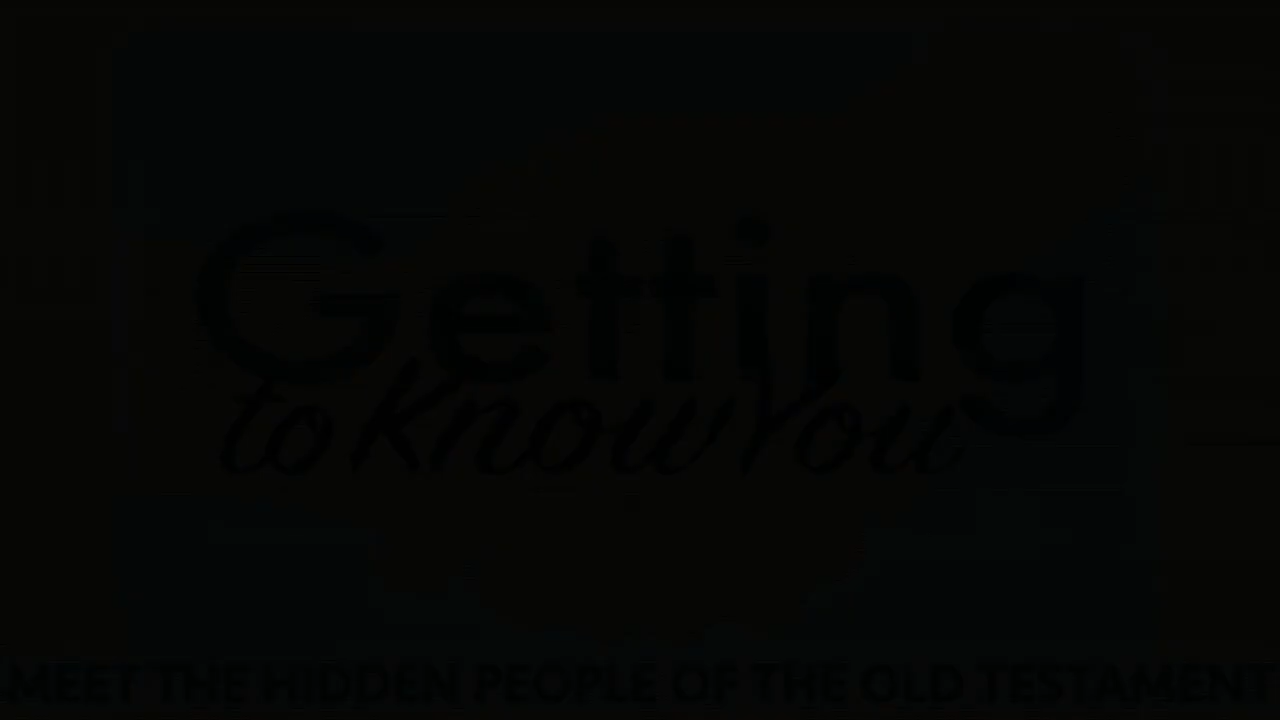 Getting
to Know You
MEET THE HIDDEN PEOPLE OF THE OLD TESTAMENT